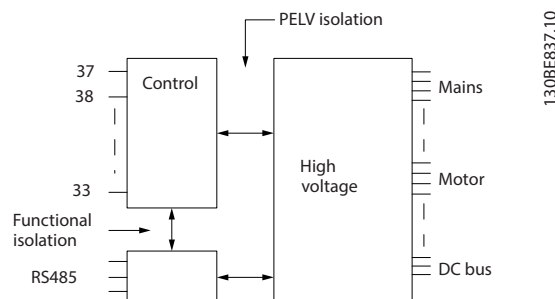 PELV isolation
130BE837.10
37
Control
38
Mains
High
voltage
Motor
33
Functional
isolation
RS485
DC bus